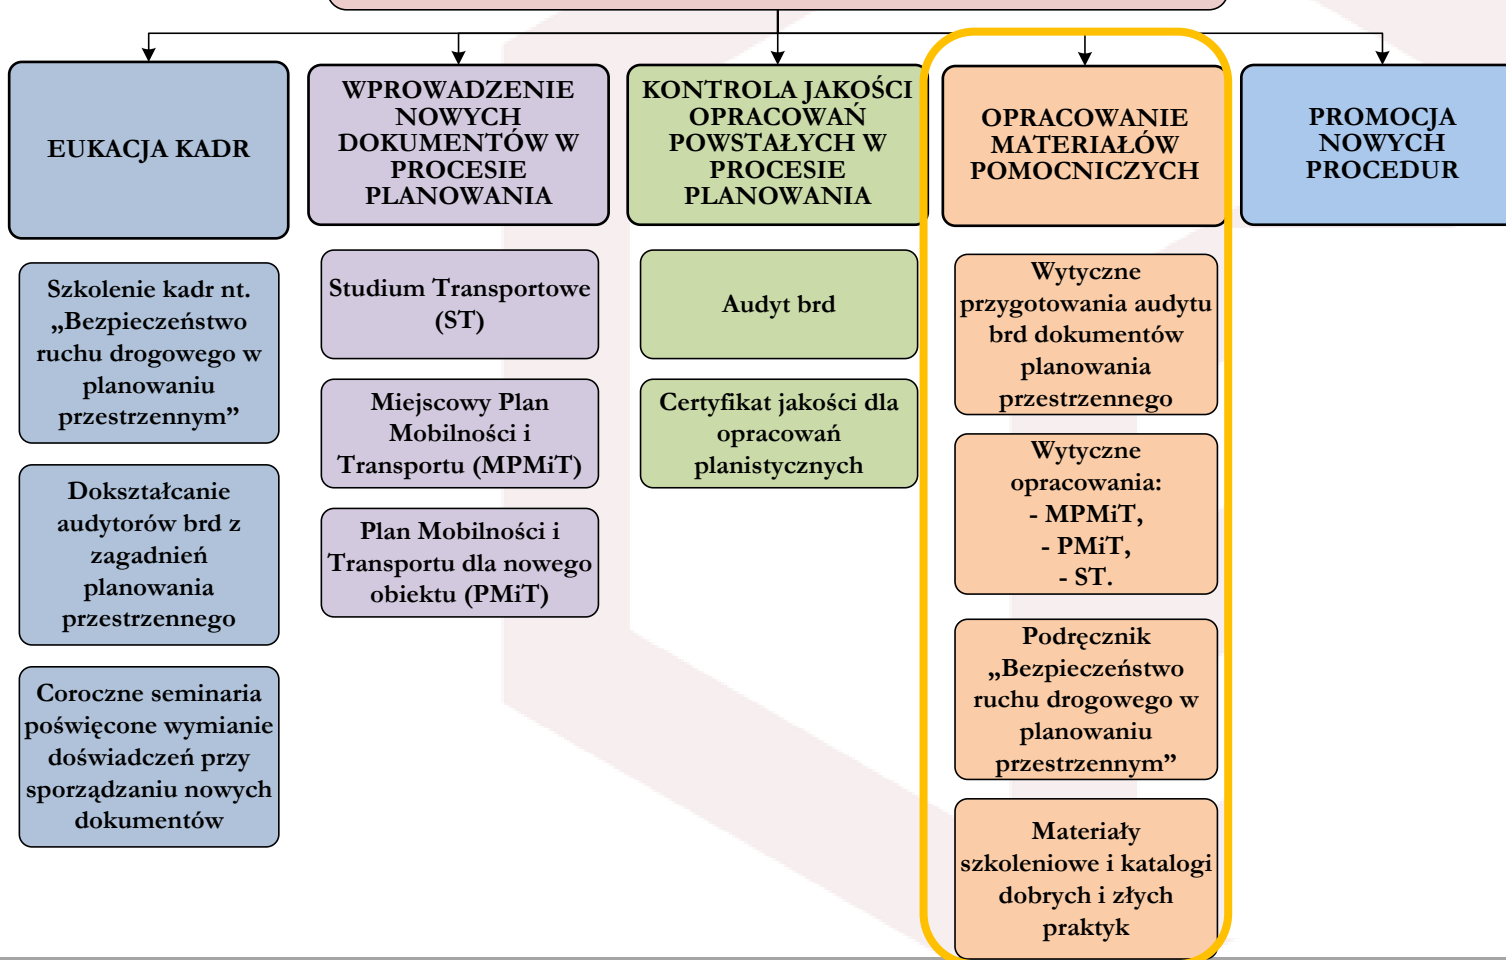 EUKACJA KADR
Szkolenie kadr nt.
„Bezpieczeństwo
ruchu drogowego w
planowaniu
przestrzennym”
Dokształcanie
audytorów brd z
zagadnień
planowania
przestrzennego
Coroczne seminaria
poświęcone wymianie
doświadczeń przy
sporządzaniu nowych
dokumentów
WPROWADZENIE
NOWYCH
DOKUMENTÓW W
PROCESIE
PLANOWANIA
Studium Transportowe
(ST)
Miejscowy Plan
Mobilności i
Transportu (MPMiT)
Plan Mobilności i
Transportu dla nowego
obiektu (PMiT)
KONTROLA JAKOŚCI
OPRACOWAŃ
POWSTAŁYCH W
PROCESIE
PLANOWANIA
Audyt brd
Certyfikat jakości dla
opracowań
planistycznych
OPRACOWANIE
MATERIAŁÓW
POMOCNICZYCH
Wytyczne
przygotowania audytu
brd dokumentów
planowania
przestrzennego
Wytyczne
opracowania:
- MPMiT,
- PMiT,
- ST.
Podręcznik
„Bezpieczeństwo
ruchu drogowego w
planowaniu
przestrzennym”
Materiały
szkoleniowe i katalogi
dobrych i złych
praktyk
PROMOCJA
NOWYCH
PROCEDUR